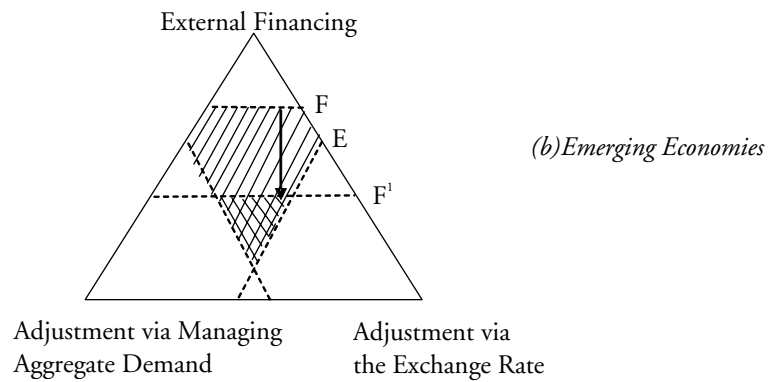 External Financing
F
E
(b)Emerging Economies
F¹
Adjustment via Managing
Aggregate Demand
Adjustment via
the Exchange Rate